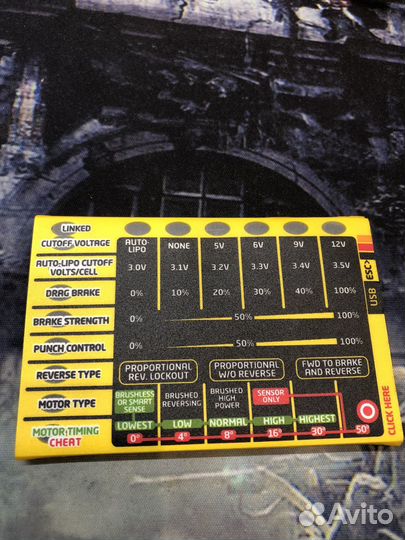 LINKED
CUTOFF VOLTAGE AUTO-LIPO NONE 5V 6V 9V 12V
AUTO-LIPO CUTOFF VOLTS/CELL 3.0V 3.1V 3.2V 3.3V 3.4V 3.5V
DRAG BRAKE 0% 10% 20% 30% 40% 100%
BRAKE STRENGTH 0% 50% 100%
PUNCH CONTROL 0% 50% 100%
REVERSE TYPE PROPORTIONAL REV. LOCKOUT PROPORTIONAL W/O REVERSE FWD TO BRAKE AND REVERSE
MOTOR TYPE BRUSHLESS OR SMART SENSE BRUSHED REVERSING BRUSHED HIGH POWER SENSOR ONLY
MOTOR TIMING LOWEST LOW NORMAL HIGH HIGHEST
CHEAT 0° 4° 8° 16° 30° 50°
ESC>
USB
CLICK HERE
Avito